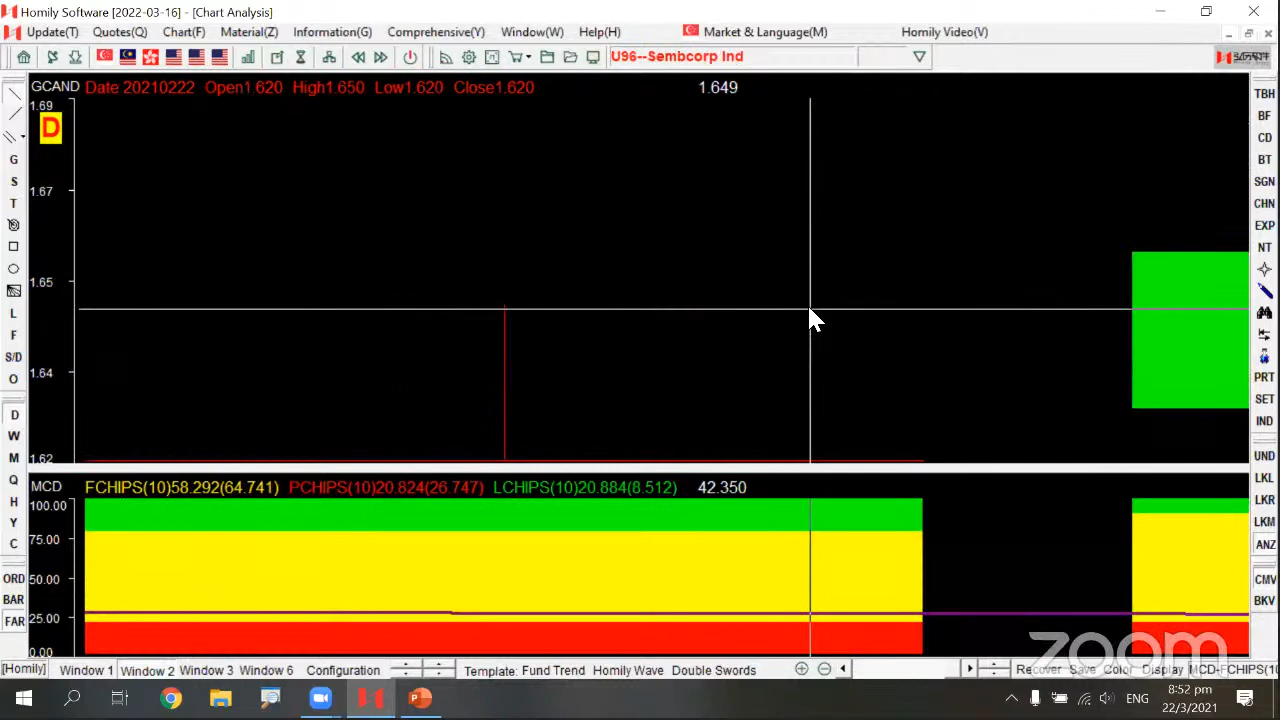 Homily Software [2022-03-16] - [Chart Analysis]
Update(T) Quotes(Q) Chart(F) Material(Z) Information(G) Comprehensive(Y) Window(W) Help(H) Market & Language(M) Homily Video(V)
U96--Sembcorp Ind
GCAND Date 20210222 Open1.620 High1.650 Low1.620 Close1.620 1.649
1.69
D
1.67
1.65
1.64
1.62
MCD FCHIPS(10)58.292(64.741) PCHIPS(10)20.824(26.747) LCHIPS(10)20.884(8.512) 42.350
100.00
75.00
50.00
25.00
0.00
G
S
T
L
F
S/D
O
D
W
M
Q
H
Y
C
ORD
BAR
FAR
TBH
BF
CD
BT
SGN
CHN
EXP
NT
PRT
SET
IND
UND
LKL
LKR
LKM
ANZ
CMV
BKV
zoom
[Homily] Window 1 Window 2 Window 3 Window 6 Configuration Template: Fund Trend Homily Wave Double Swords Recover Save Color Display MCD-FCHIPS(10
ENG
8:52 pm
22/3/2021